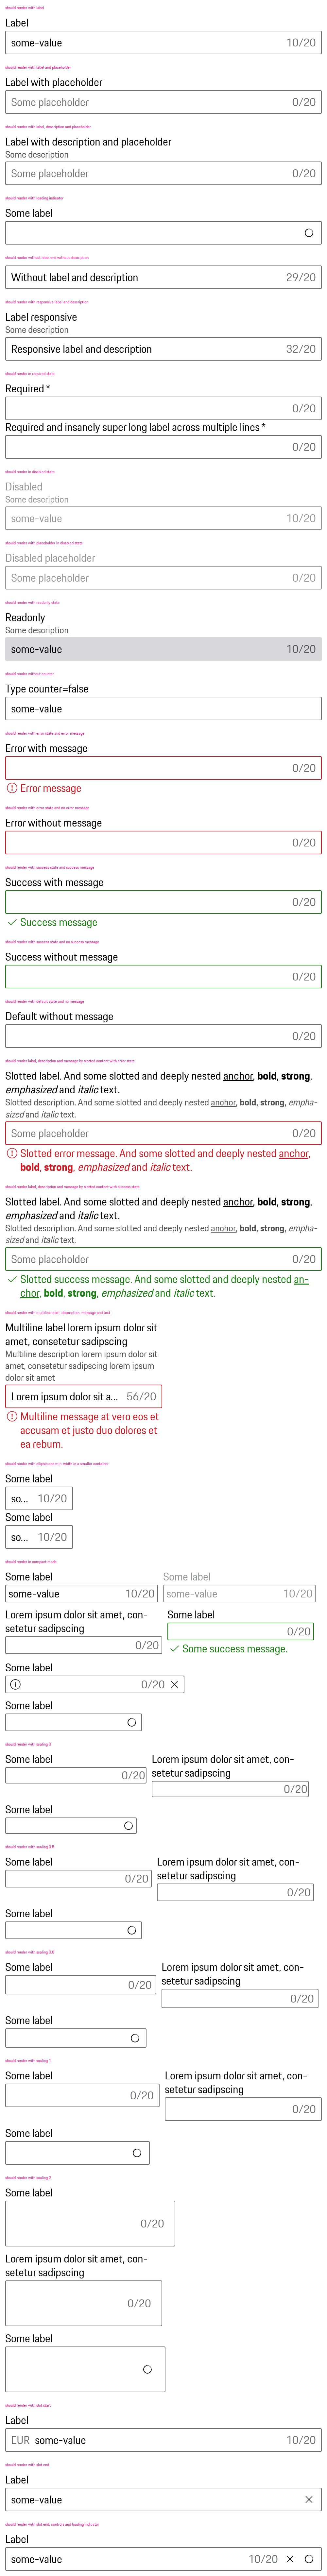 should render with label
Label
some-value 10/20
should render with label and placeholder
Label with placeholder
Some placeholder 0/20
should render with label, description and placeholder
Label with description and placeholder
Some description
Some placeholder 0/20
should render with loading indicator
Some label
should render without label and without description
Without label and description 29/20
should render with responsive label and description
Label responsive
Some description
Responsive label and description 32/20
should render in required state
Required *
0/20
Required and insanely super long label across multiple lines *
0/20
should render in disabled state
Disabled
Some description
some-value 10/20
should render with placeholder in disabled state
Disabled placeholder
Some placeholder 0/20
should render with readonly state
Readonly
Some description
some-value 10/20
should render without counter
Type counter=false
some-value
should render with error state and error message
Error with message
0/20
Error message
should render with error state and no error message
Error without message
0/20
should render with success state and success message
Success with message
0/20
Success message
should render with success state and no success message
Success without message
0/20
should render with default state and no message
Default without message
0/20
should render label, description and message by slotted content with error state
Slotted label. And some slotted and deeply nested anchor, bold, strong,
emphasized and italic text.
Slotted description. And some slotted and deeply nested anchor, bold, strong, empha-
sized and italic text.
Some placeholder 0/20
Slotted error message. And some slotted and deeply nested anchor,
bold, strong, emphasized and italic text.
should render label, description and message by slotted content with success state
Slotted label. And some slotted and deeply nested anchor, bold, strong,
emphasized and italic text.
Slotted description. And some slotted and deeply nested anchor, bold, strong, empha-
sized and italic text.
Some placeholder 0/20
Slotted success message. And some slotted and deeply nested an-
chor, bold, strong, emphasized and italic text.
should render with multiline label, description, message and text
Multiline label lorem ipsum dolor sit
amet, consetetur sadipscing
Multiline description lorem ipsum dolor sit
amet, consetetur sadipscing lorem ipsum
dolor sit amet
Lorem ipsum dolor sit a... 56/20
Multiline message at vero eos et
accusam et justo duo dolores et
ea rebum.
should render with ellipsis and min-width in a smaller container
Some label
so... 10/20
Some label
so... 10/20
should render in compact mode
Some label Some label
some-value 10/20 some-value 10/20
Lorem ipsum dolor sit amet, con- Some label
setetur sadipscing 0/20
0/20 Some success message.
Some label
0/20
Some label
should render with scaling 0
Some label Lorem ipsum dolor sit amet, con-
0/20 setetur sadipscing
0/20
Some label
should render with scaling 0.5
Some label Lorem ipsum dolor sit amet, con-
0/20 setetur sadipscing
0/20
Some label
should render with scaling 0.8
Some label Lorem ipsum dolor sit amet, con-
0/20 setetur sadipscing
0/20
Some label
should render with scaling 1
Some label Lorem ipsum dolor sit amet, con-
0/20 setetur sadipscing
0/20
Some label
should render with scaling 2
Some label
0/20
Lorem ipsum dolor sit amet, con-
setetur sadipscing
0/20
Some label
should render with slot start
Label
EUR some-value 10/20
should render with slot end
Label
some-value
should render with slot end, controls and loading indicator
Label
some-value 10/20